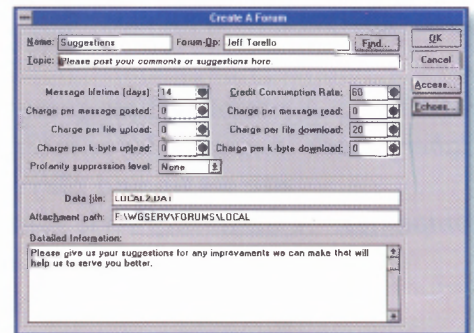 Create A Forum
Name: Suggestions Forum-Op: Jeff Torello Find... OK
Topic: Please post your comments or suggestions here Cancel
Message lifetime (days): 14 Credit Consumption Rate: 60 Access...
Charge per message posted: 0 Charge per message read: 0 Echoes...
Charge per file upload: 0 Charge per file download: 20
Charge per k-byte upload: 0 Charge per k-byte download: 0
Profanity suppression level: None
Data file: LOCAL2.DAT
Attachment path: F:\WGSERV\FORUMS\LOCAL
Detailed Information:
Please give us your suggestions for any improvements we can make that will
help us to serve you better.